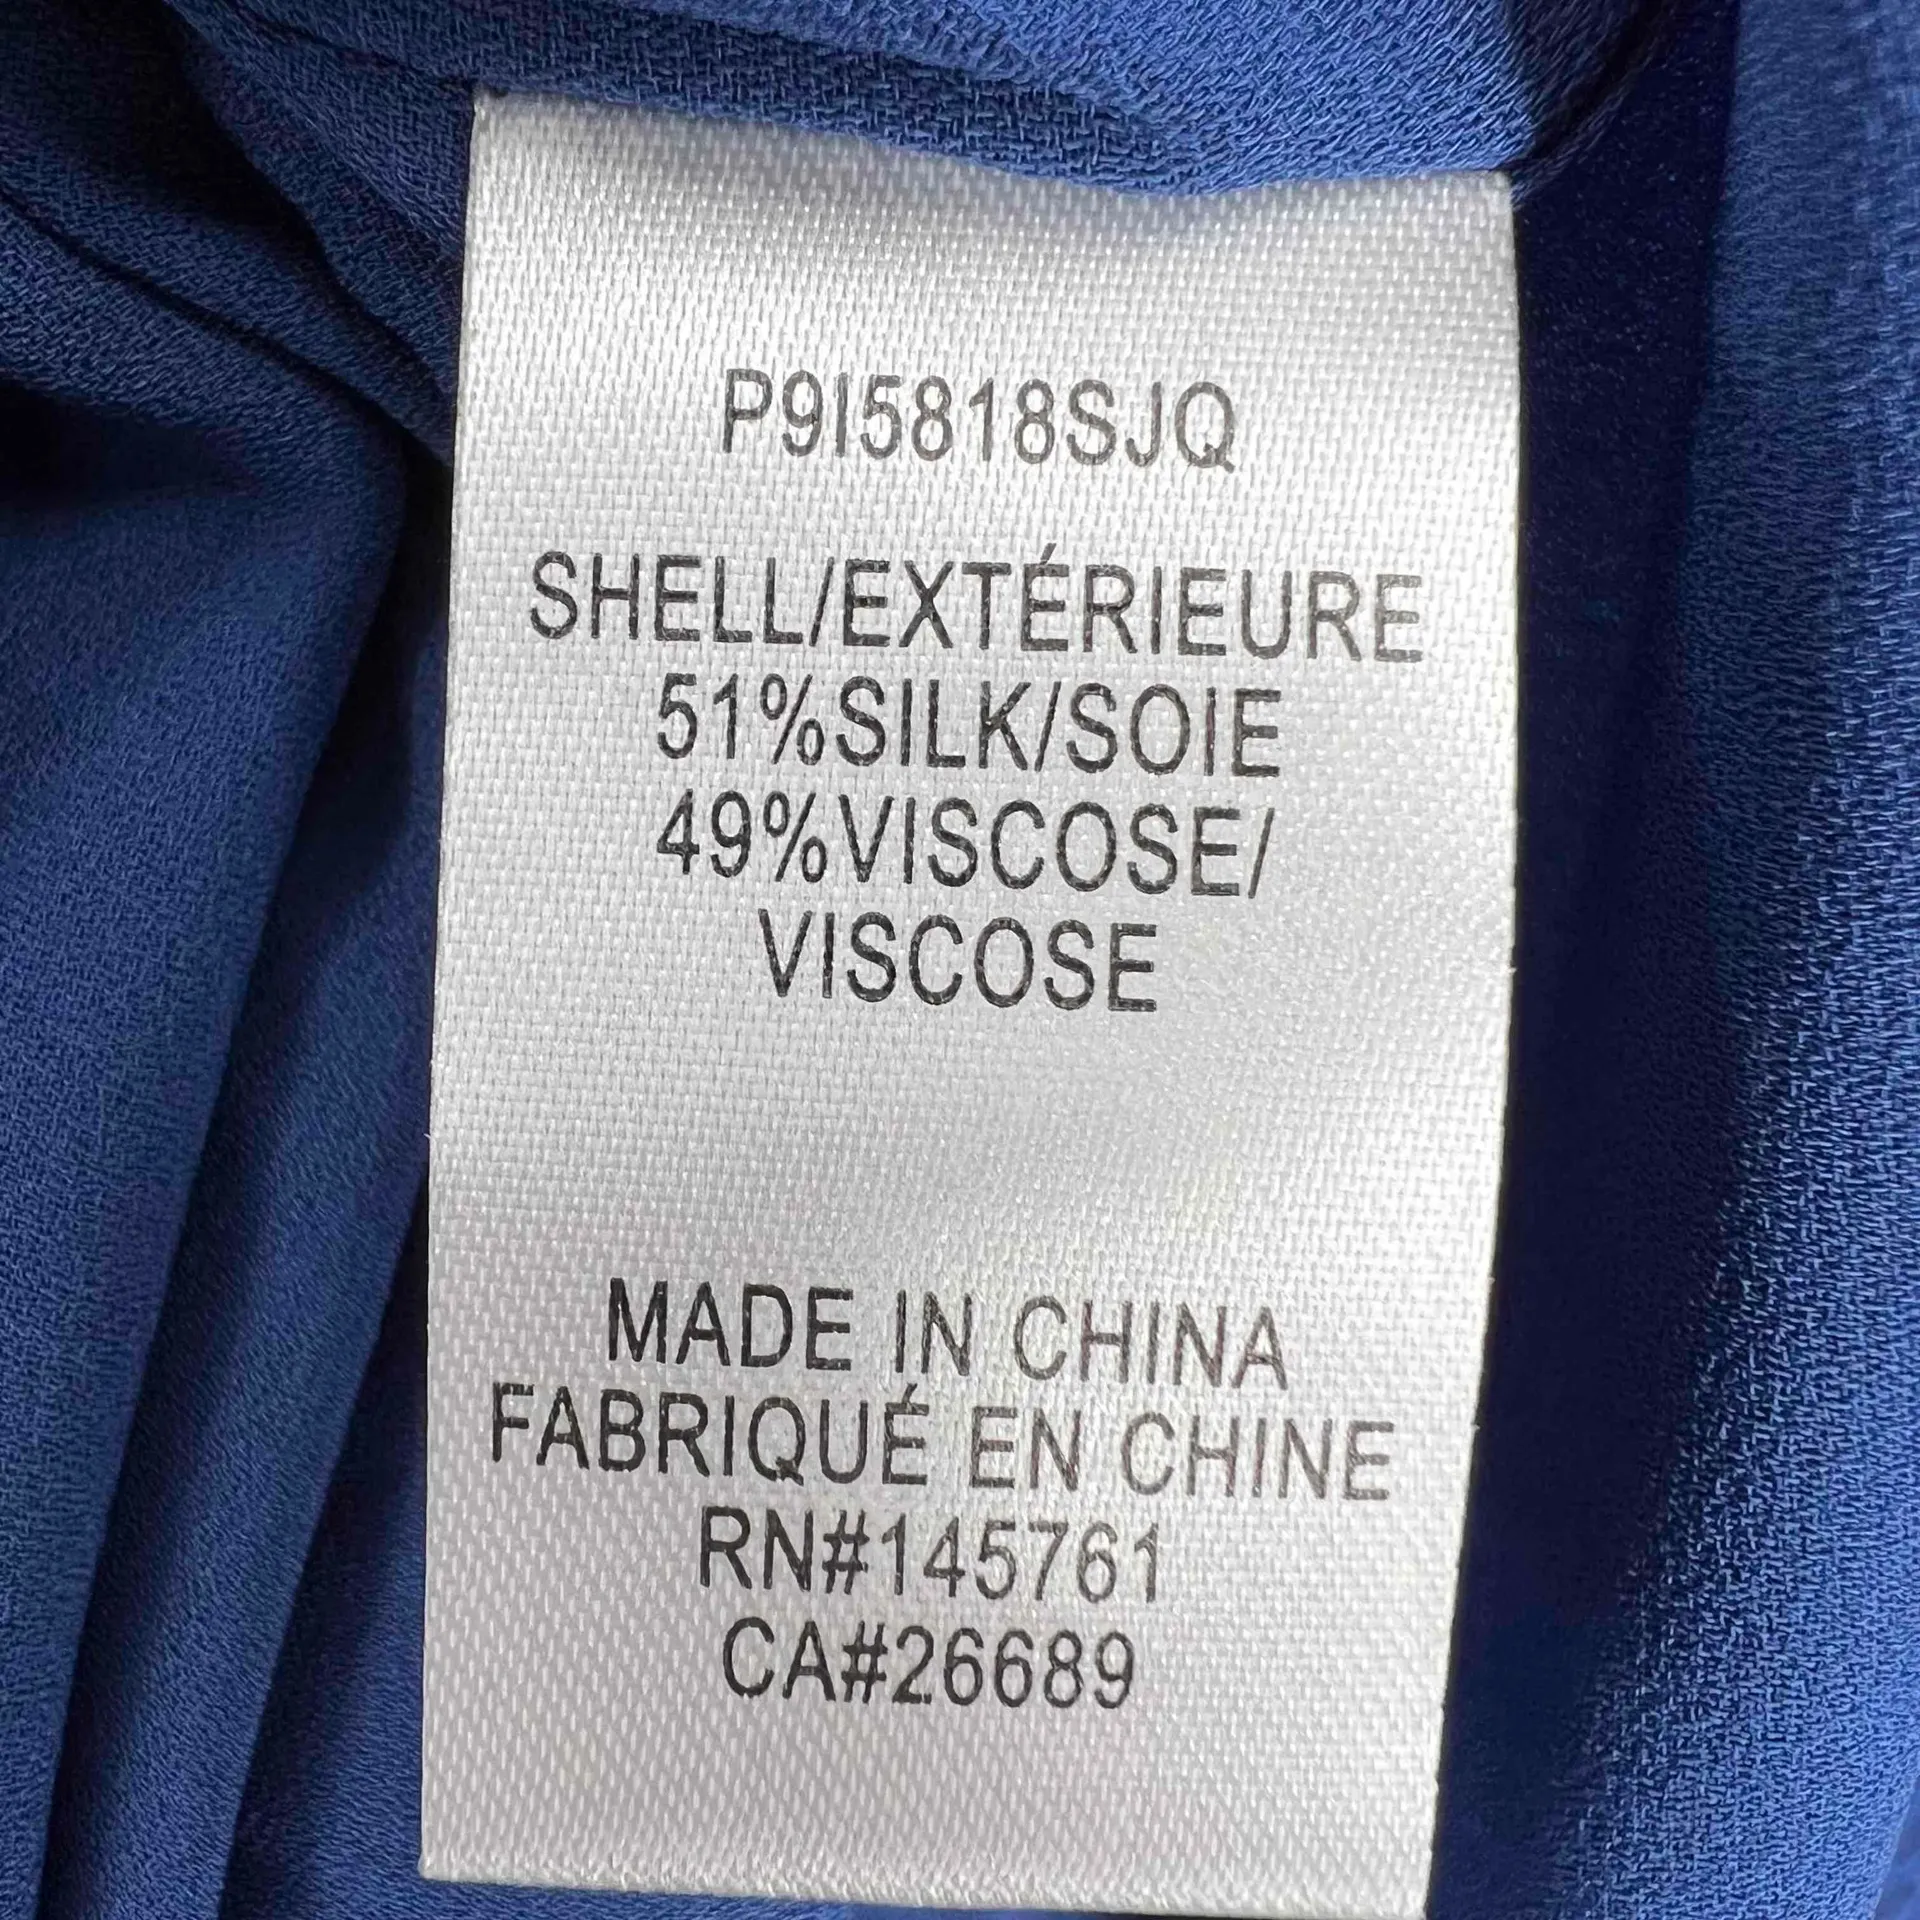 P9I5818SJQ
SHELL/EXTÉRIEURE
51%SILK/SOIE
49%VISCOSE/
VISCOSE
MADE IN CHINA
FABRIQUÉ EN CHINE
RN#145761
CA#26689